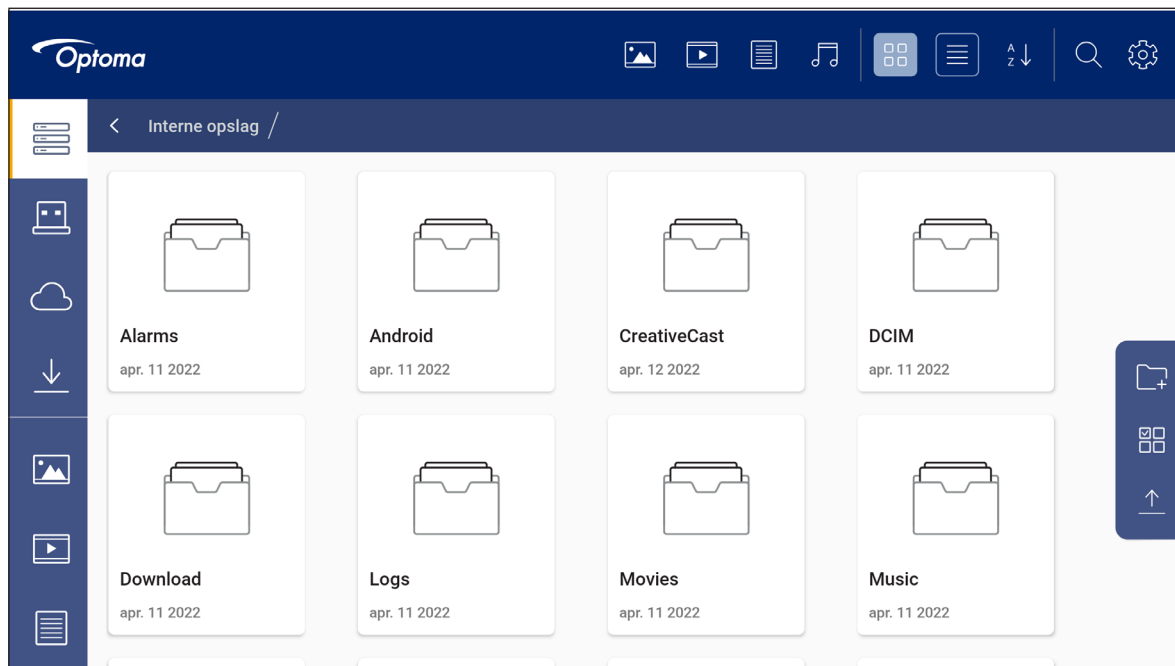 Optoma
A
Z
Interne opslag /
Alarms
apr. 11 2022
Android
apr. 11 2022
CreativeCast
apr. 12 2022
DCIM
apr. 11 2022
Download
apr. 11 2022
Logs
apr. 11 2022
Movies
apr. 11 2022
Music
apr. 11 2022